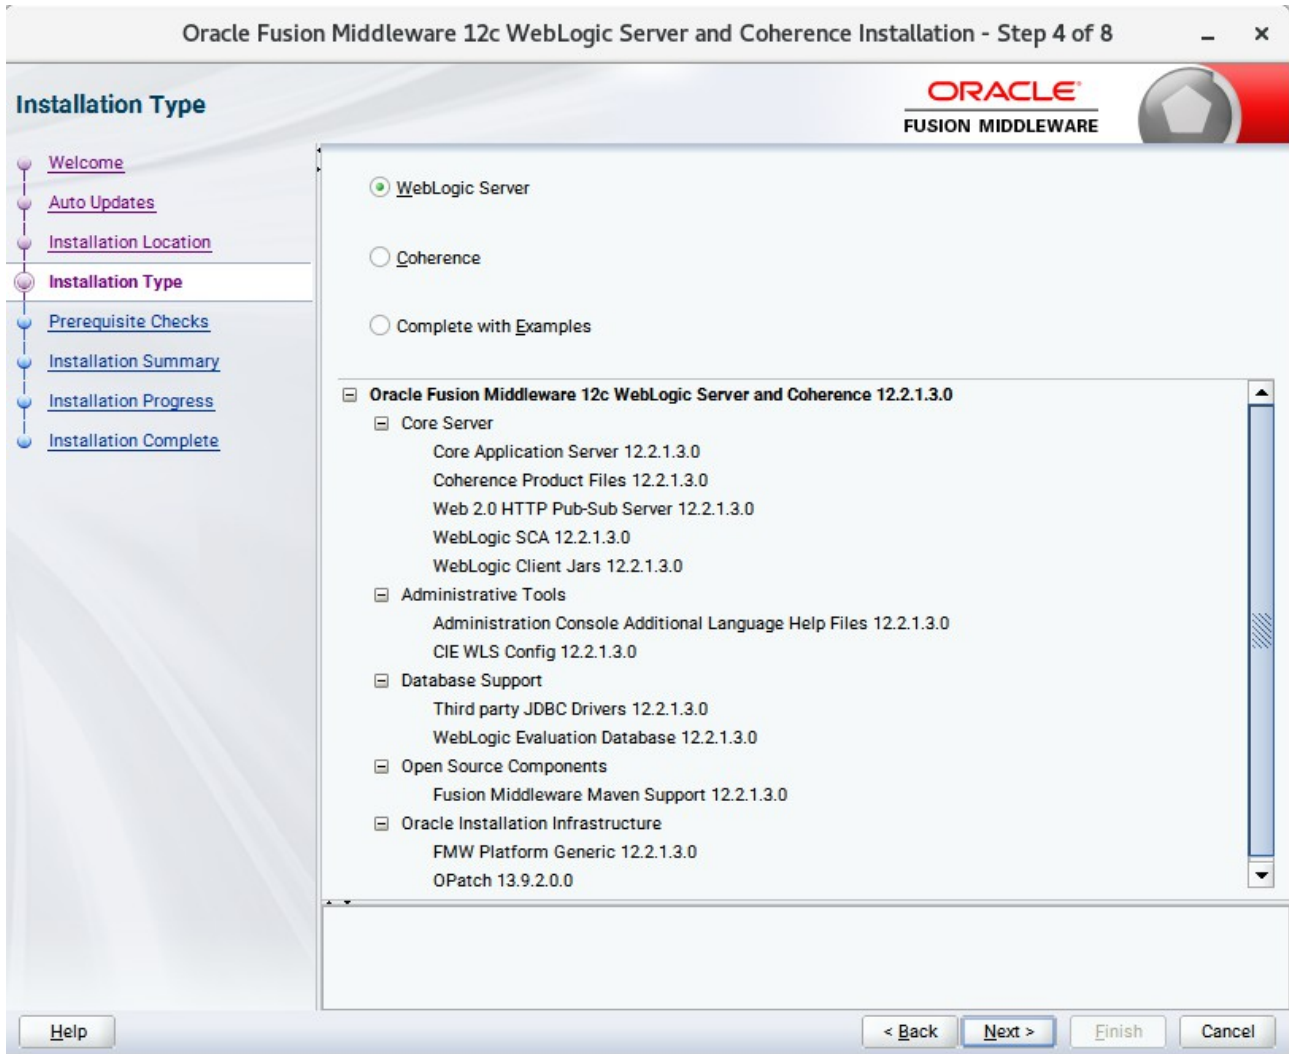 Oracle Fusion Middleware 12c WebLogic Server and Coherence Installation - Step 4 of 8
Installation Type
ORACLE
FUSION MIDDLEWARE
Welcome
Auto Updates
Installation Location
Installation Type
Prerequisite Checks
Installation Summary
Installation Progress
Installation Complete
WebLogic Server
Coherence
Complete with Examples
Oracle Fusion Middleware 12c WebLogic Server and Coherence 12.2.1.3.0
Core Server
Core Application Server 12.2.1.3.0
Coherence Product Files 12.2.1.3.0
Web 2.0 HTTP Pub-Sub Server 12.2.1.3.0
WebLogic SCA 12.2.1.3.0
WebLogic Client Jars 12.2.1.3.0
Administrative Tools
Administration Console Additional Language Help Files 12.2.1.3.0
CIE WLS Config 12.2.1.3.0
Database Support
Third party JDBC Drivers 12.2.1.3.0
WebLogic Evaluation Database 12.2.1.3.0
Open Source Components
Fusion Middleware Maven Support 12.2.1.3.0
Oracle Installation Infrastructure
FMW Platform Generic 12.2.1.3.0
OPatch 13.9.2.0.0
Help
< Back
Next >
Finish
Cancel